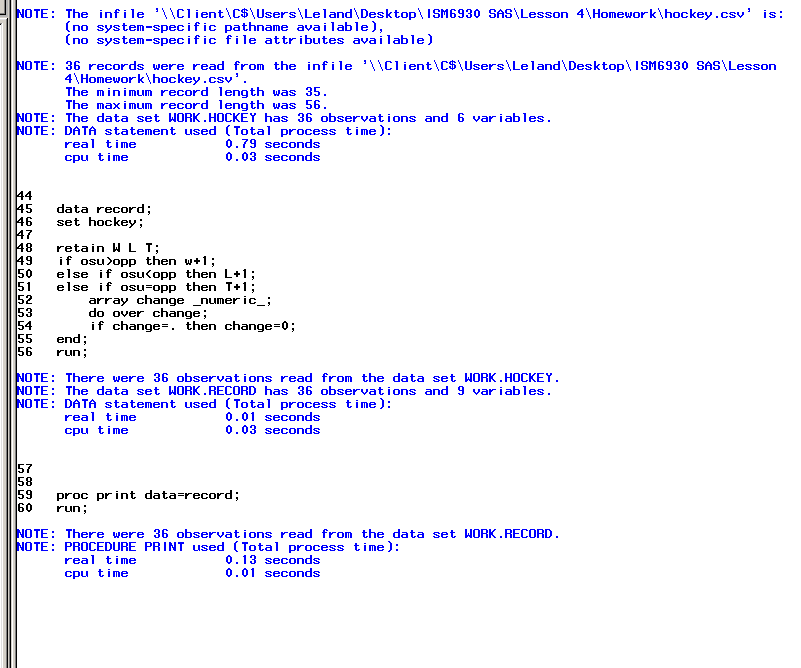 NOTE: The infile '\\Client\C$\Users\Leland\Desktop\ISM6930 SAS\Lesson 4\Homework\hockey.csv' is:
(no system-specific pathname available),
(no system-specific file attributes available)
NOTE: 36 records were read from the infile '\\Client\C$\Users\Leland\Desktop\ISM6930 SAS\Lesson
4\Homework\hockey.csv'.
The minimum record length was 35.
The maximum record length was 56.
NOTE: The data set WORK.HOCKEY has 36 observations and 6 variables.
NOTE: DATA statement used (Total process time):
real time 0.79 seconds
cpu time 0.03 seconds
44
45 data record;
46 set hockey;
47
48 retain W L T;
49 if osu>opp then w+1;
50 else if osu<opp then L+1;
51 else if osu=opp then T+1;
52 array change _numeric_;
53 do over change;
54 if change=. then change=0;
55 end;
56 run;
NOTE: There were 36 observations read from the data set WORK.HOCKEY.
NOTE: The data set WORK.RECORD has 36 observations and 9 variables.
NOTE: DATA statement used (Total process time):
real time 0.01 seconds
cpu time 0.03 seconds
57
58
59 proc print data=record;
60 run;
NOTE: There were 36 observations read from the data set WORK.RECORD.
NOTE: PROCEDURE PRINT used (Total process time):
real time 0.13 seconds
cpu time 0.01 seconds